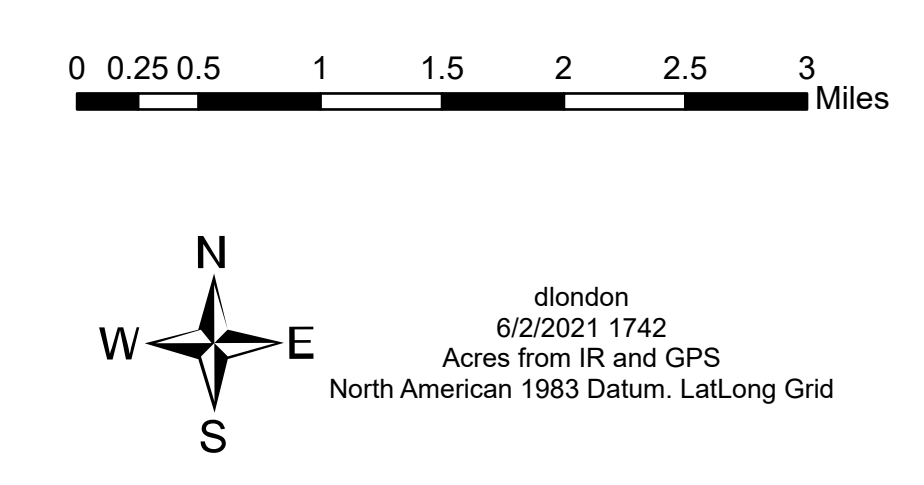 0 0.25 0.5 1 1.5 2 2.5 3
Miles
N
W E
S
dlondon
6/2/2021 1742
Acres from IR and GPS
North American 1983 Datum. LatLong Grid